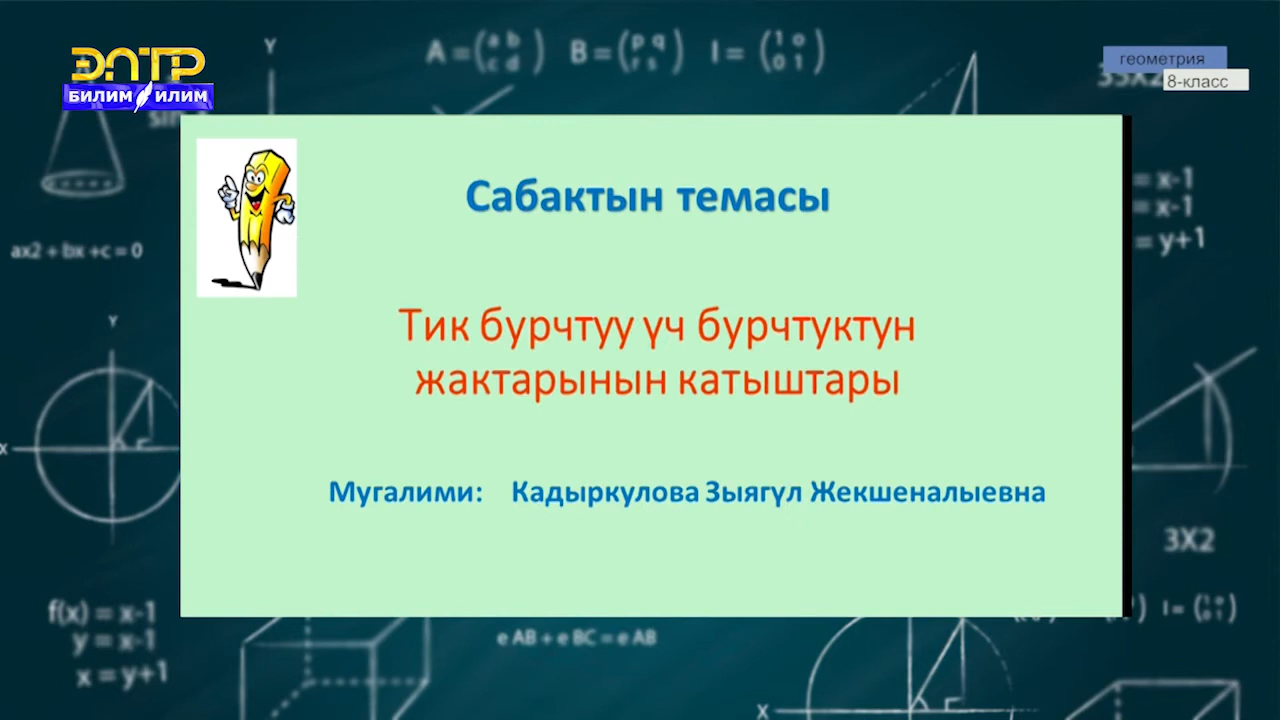 ЭЛТР
БИЛИМ ИЛИМ
геометрия
8-класс
Сабактын темасы
Тик бурчтуу үч бурчтуктун
жактарынын катыштары
Мугалими: Кадыркулова Зыягүл Жекшеналыевна
Y
A = (a b c d) B = (p q r s) I = (1 0 0 1)
ax2 + bx +c = 0
= x-1
= x-1
= y+1
Y
X
3X2
f(x) = x-1
y = x-1
x = y+1
e AB + e BC = e AB
X